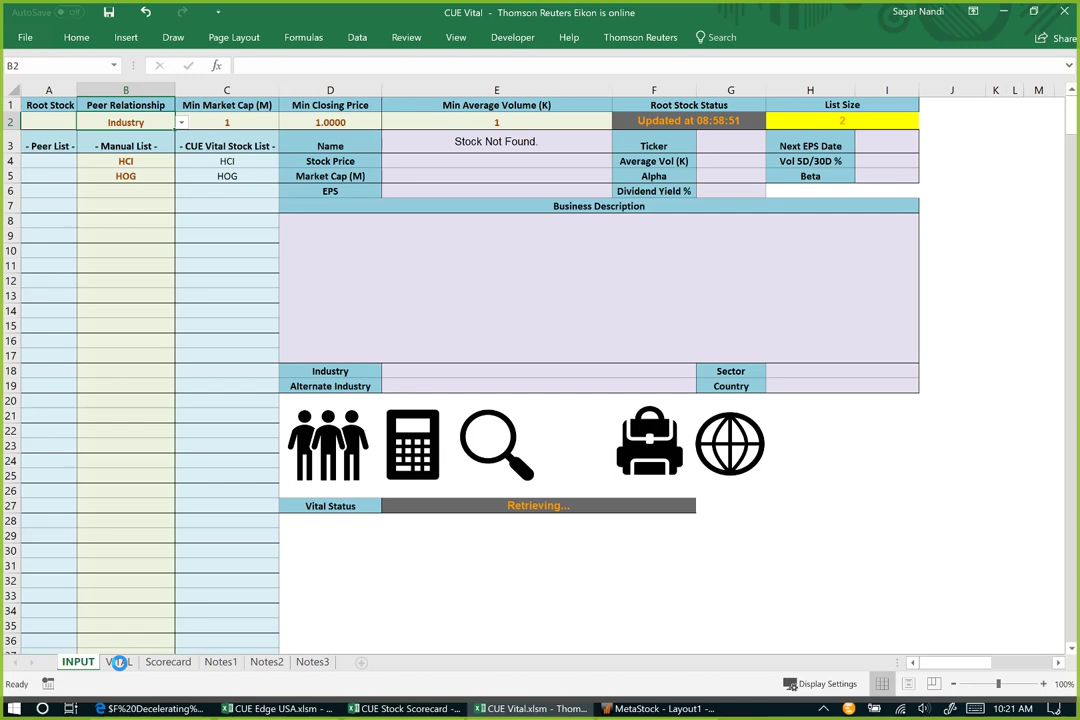 AutoSave Off
CUE Vital - Thomson Reuters Eikon is online
Sagar Nandi
File Home Insert Draw Page Layout Formulas Data Review View Developer Help Thomson Reuters Search Share
B2 fx
A B C D E F G H I J K L M
1 Root Stock Peer Relationship Min Market Cap (M) Min Closing Price Min Average Volume (K) Root Stock Status List Size
2 Industry 1 1.0000 1 Updated at 08:58:51 2
3 - Peer List - - Manual List - - CUE Vital Stock List - Name Stock Not Found. Ticker Next EPS Date
4 HCI HCI Stock Price Average Vol (K) Vol 5D/30D %
5 HOG HOG Market Cap (M) Alpha Beta
6 EPS Dividend Yield %
7 Business Description
8
9
10
11
12
13
14
15
16
17
18 Industry Sector
19 Alternate Industry Country
20
21
22
23
24
25
26
27 Vital Status Retrieving...
28
29
30
31
32
33
34
35
36
INPUT VITAL Scorecard Notes1 Notes2 Notes3
Ready Display Settings 100%
$F%20Decelerating%... CUE Edge USA.xlsm - ... CUE Stock Scorecard -... CUE Vital.xlsm - Thom... MetaStock - Layout1 -... 10:21 AM